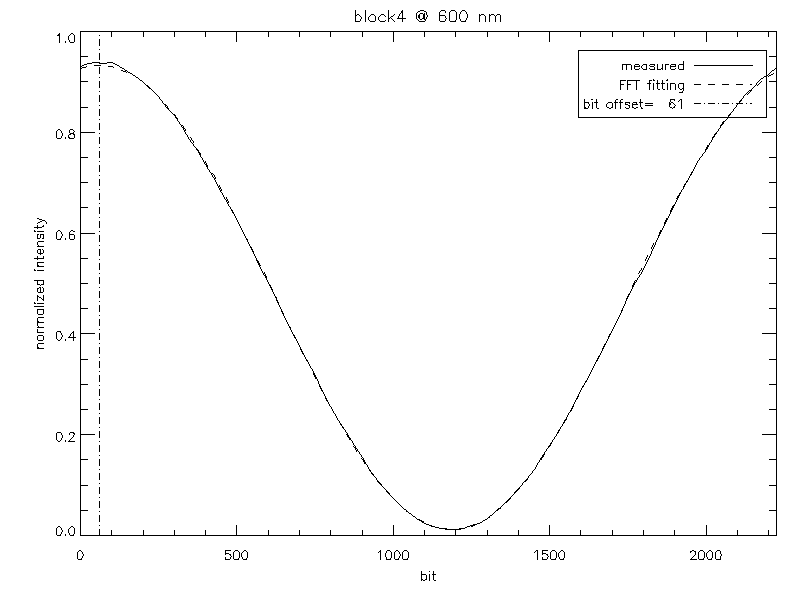 block4 @ 600 nm
measured
FFT fitting
bit offset= 61
1.0
0.8
0.6
0.4
0.2
0.0
normalized intensity
0 500 1000 1500 2000
bit